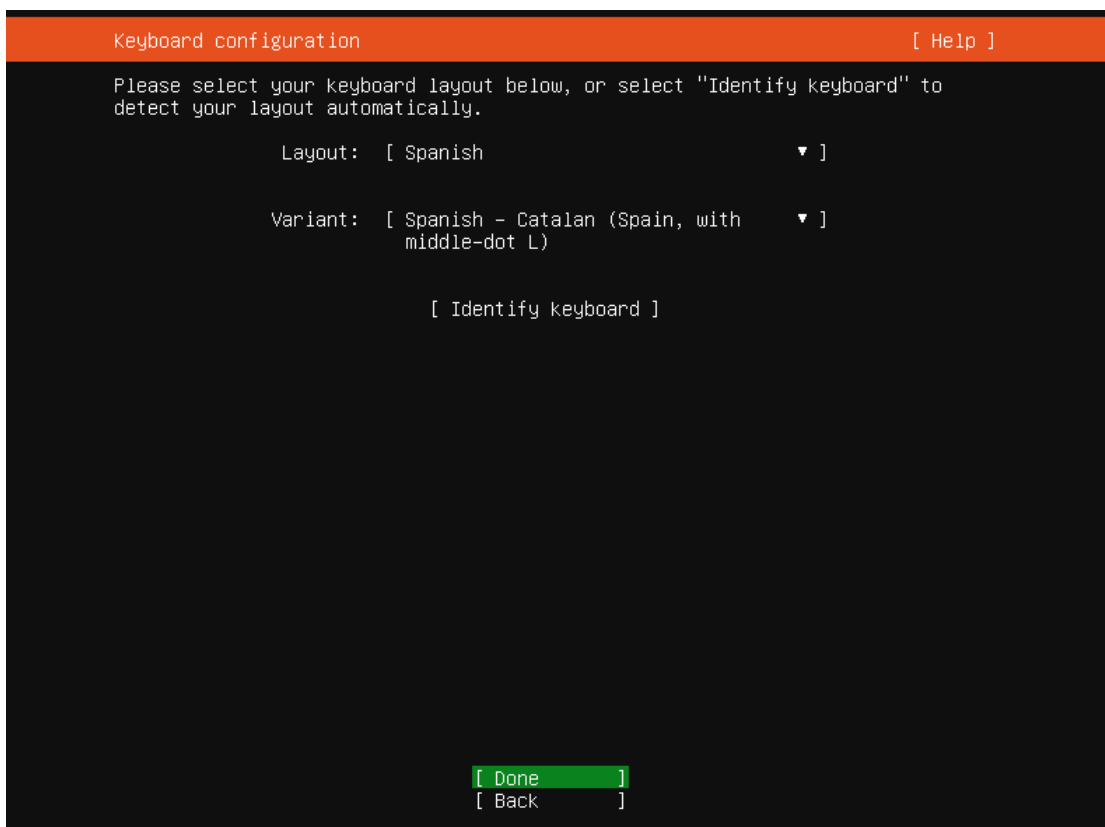 Keyboard configuration [ Help ]
Please select your keyboard layout below, or select "Identify keyboard" to
detect your layout automatically.
Layout: [ Spanish ▾ ]
Variant: [ Spanish – Catalan (Spain, with ▾ ]
middle-dot L)
[ Identify keyboard ]
[ Done ]
[ Back ]